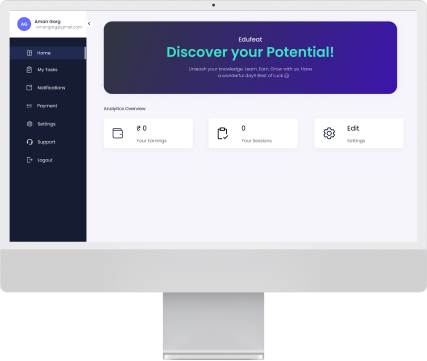 AG
Aman Garg
amangarg@gmail.com
Home
My Tasks
Notifications
Payment
Settings
Support
Logout
Edufeat
Discover your Potential!
Unleash your knowledge. Learn. Earn. Grow with us. Have
a wonderful day!! Best of Luck 😊
Analytics Overview
₹ 0
Your Earnings
0
Your Sessions
Edit
Settings